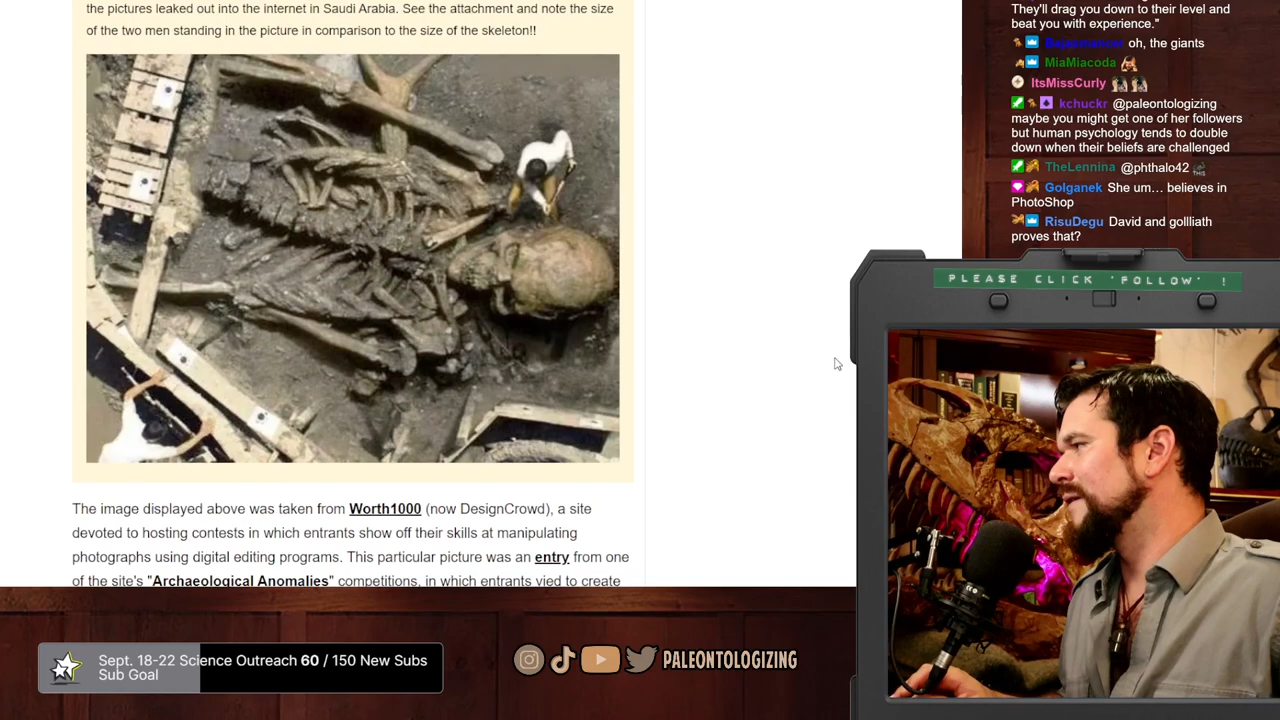 the pictures leaked out into the internet in Saudi Arabia. See the attachment and note the size
of the two men standing in the picture in comparison to the size of the skeleton!!
The image displayed above was taken from Worth1000 (now DesignCrowd), a site
devoted to hosting contests in which entrants show off their skills at manipulating
photographs using digital editing programs. This particular picture was an entry from one
of the site's "Archaeological Anomalies" competitions, in which entrants vied to create
They'll drag you down to their level and
beat you with experience."
oh, the giants
MiaMiacoda
ItsMissCurly
kchuckr @paleontologizing
maybe you might get one of her followers
but human psychology tends to double
down when their beliefs are challenged
TheLennina @phthalo42
Golganek She um… believes in
PhotoShop
RisuDegu David and gollliath
proves that?
PLEASE CLICK 'FOLLOW' !
Sept. 18-22 Science Outreach 60 / 150 New Subs
Sub Goal
PALEONTOLOGIZING